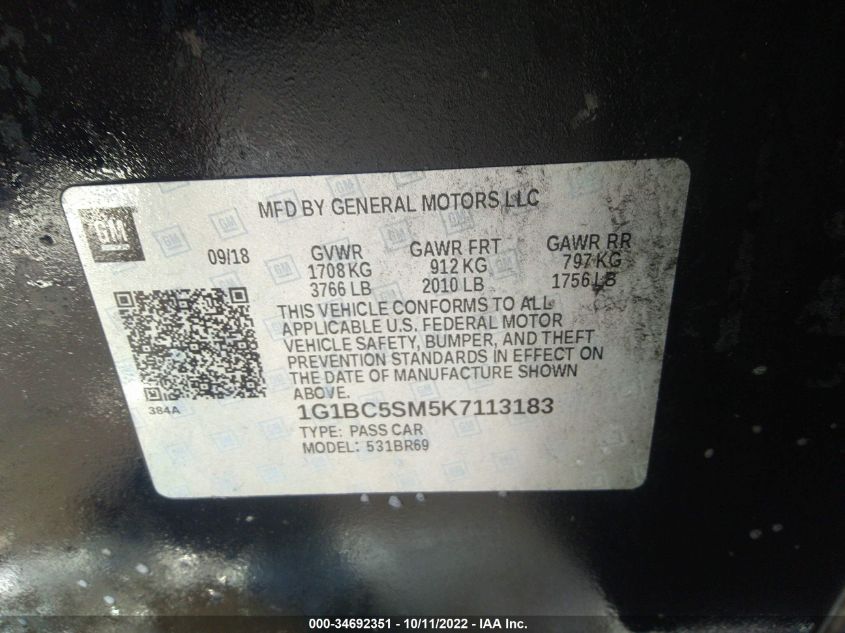 GM
MFD BY GENERAL MOTORS LLC
09/18
GVWR
1708 KG
3766 LB
GAWR FRT
912 KG
2010 LB
GAWR RR
797 KG
1756 LB
THIS VEHICLE CONFORMS TO ALL
APPLICABLE U.S. FEDERAL MOTOR
VEHICLE SAFETY, BUMPER, AND THEFT
PREVENTION STANDARDS IN EFFECT ON
THE DATE OF MANUFACTURE SHOWN
ABOVE.
384A
1G1BC5SM5K7113183
TYPE: PASS CAR
MODEL: 531BR69
000-34692351 - 10/11/2022 - IAA Inc.